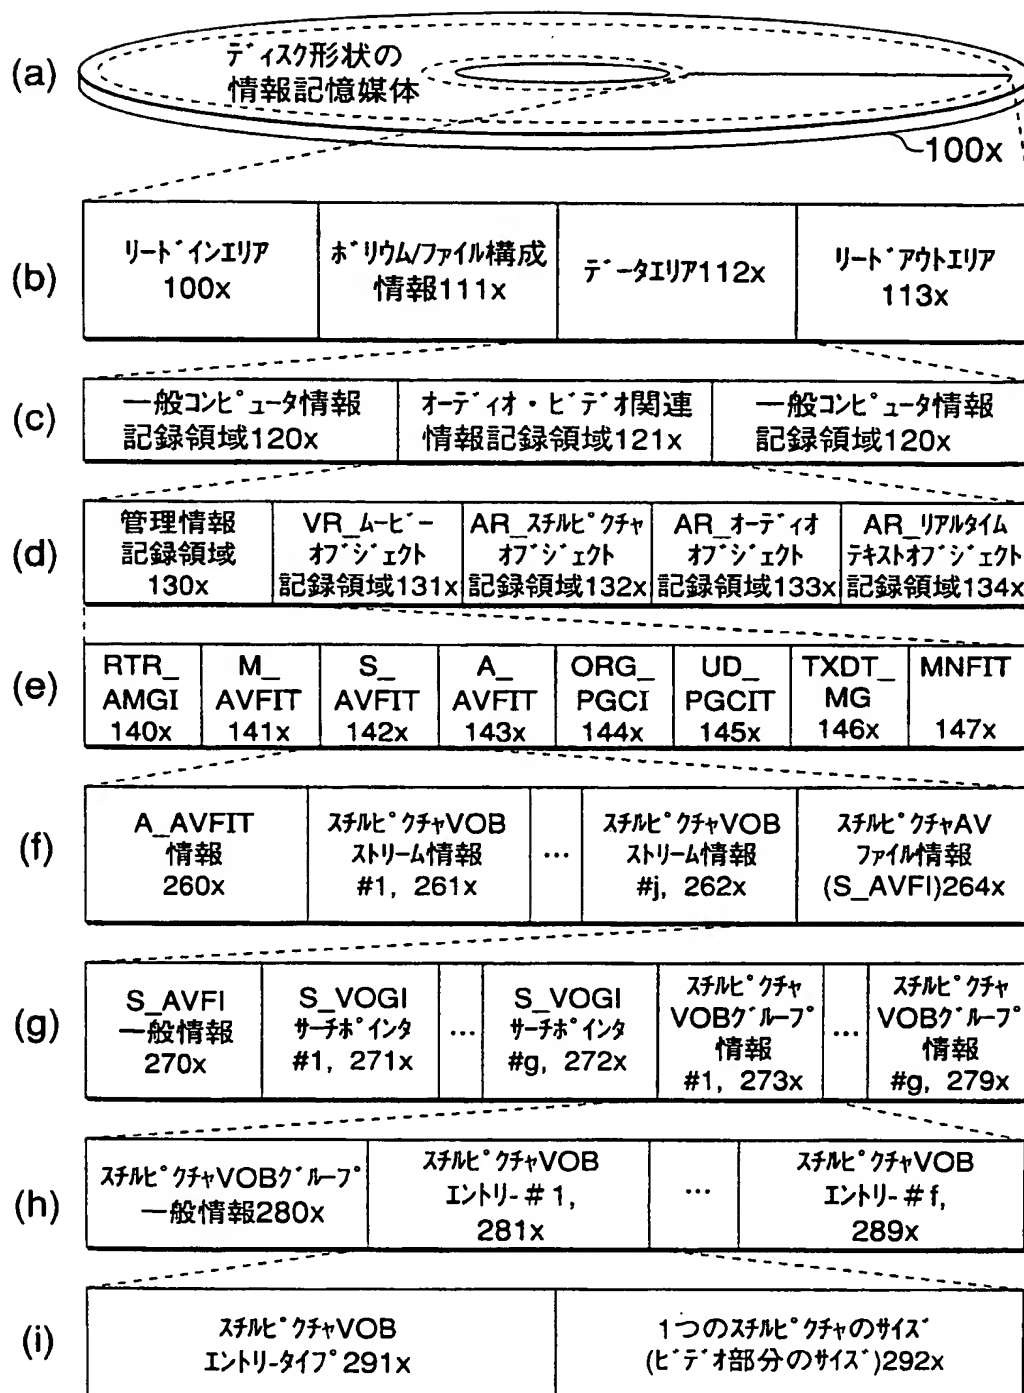 (a)
ディスク形状の
情報記憶媒体
100x
(b)
リードインエリア
100x
ボリウム/ファイル構成
情報111x
データエリア112x
リードアウトエリア
113x
(c)
一般コンピュータ情報
記録領域120x
オーディオ・ビデオ関連
情報記録領域121x
一般コンピュータ情報
記録領域120x
(d)
管理情報
記録領域
130x
VR_ムービー
オブジェクト
記録領域131x
AR_スチルピクチャ
オブジェクト
記録領域132x
AR_オーディオ
オブジェクト
記録領域133x
AR_リアルタイム
テキストオブジェクト
記録領域134x
(e)
RTR_
AMGI
140x
M_
AVFIT
141x
S_
AVFIT
142x
A_
AVFIT
143x
ORG_
PGCI
144x
UD_
PGCIT
145x
TXDT_
MG
146x
MNFIT
147x
(f)
A_AVFIT
情報
260x
スチルピクチャVOB
ストリーム情報
#1, 261x
…
スチルピクチャVOB
ストリーム情報
#j, 262x
スチルピクチャAV
ファイル情報
(S_AVFI)264x
(g)
S_AVFI
一般情報
270x
S_VOGI
サーチポインタ
#1, 271x
…
S_VOGI
サーチポインタ
#g, 272x
スチルピクチャ
VOBグループ
情報
#1, 273x
…
スチルピクチャ
VOBグループ
情報
#g, 279x
(h)
スチルピクチャVOBグループ
一般情報280x
スチルピクチャVOB
エントリー#1,
281x
…
スチルピクチャVOB
エントリー#f,
289x
(i)
スチルピクチャVOB
エントリータイプ291x
1つのスチルピクチャのサイズ
(ビデオ部分のサイズ)292x